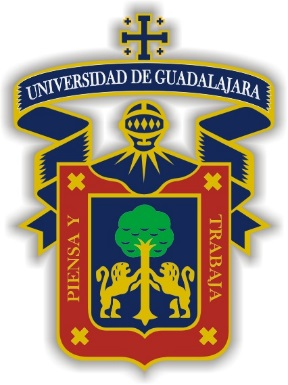 UNIVERSIDAD DE GUADALAJARA
PIENSA Y
TRABAJA